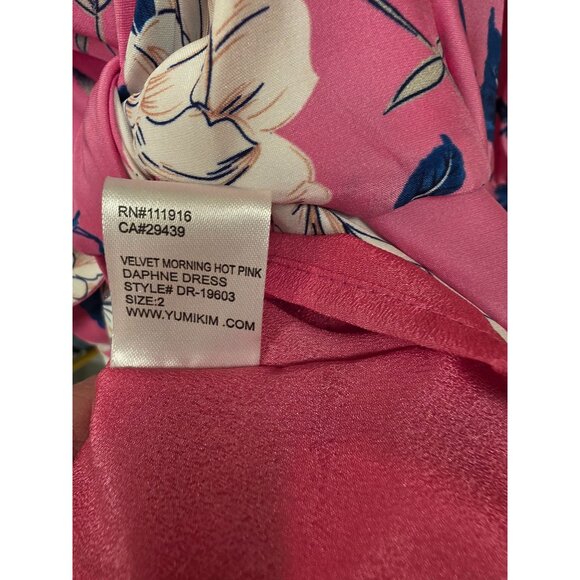 RN#111916
CA#29439
VELVET MORNING HOT PINK
DAPHNE DRESS
STYLE# DR-19603
SIZE:2
WWW.YUMIKIM .COM